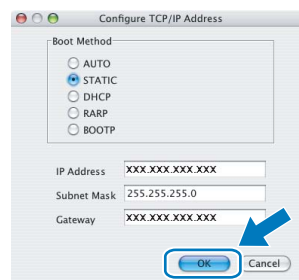 Configure TCP/IP Address
Boot Method
AUTO
STATIC
DHCP
RARP
BOOTP
IP Address XXX.XXX.XXX.XXX
Subnet Mask 255.255.255.0
Gateway XXX.XXX.XXX.XXX
OK Cancel